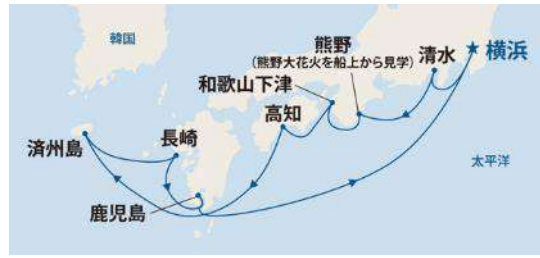 韓国
熊野
(熊野大花火を船上から見学)
清水
★横浜
和歌山下津
高知
長崎
済州島
太平洋
鹿児島